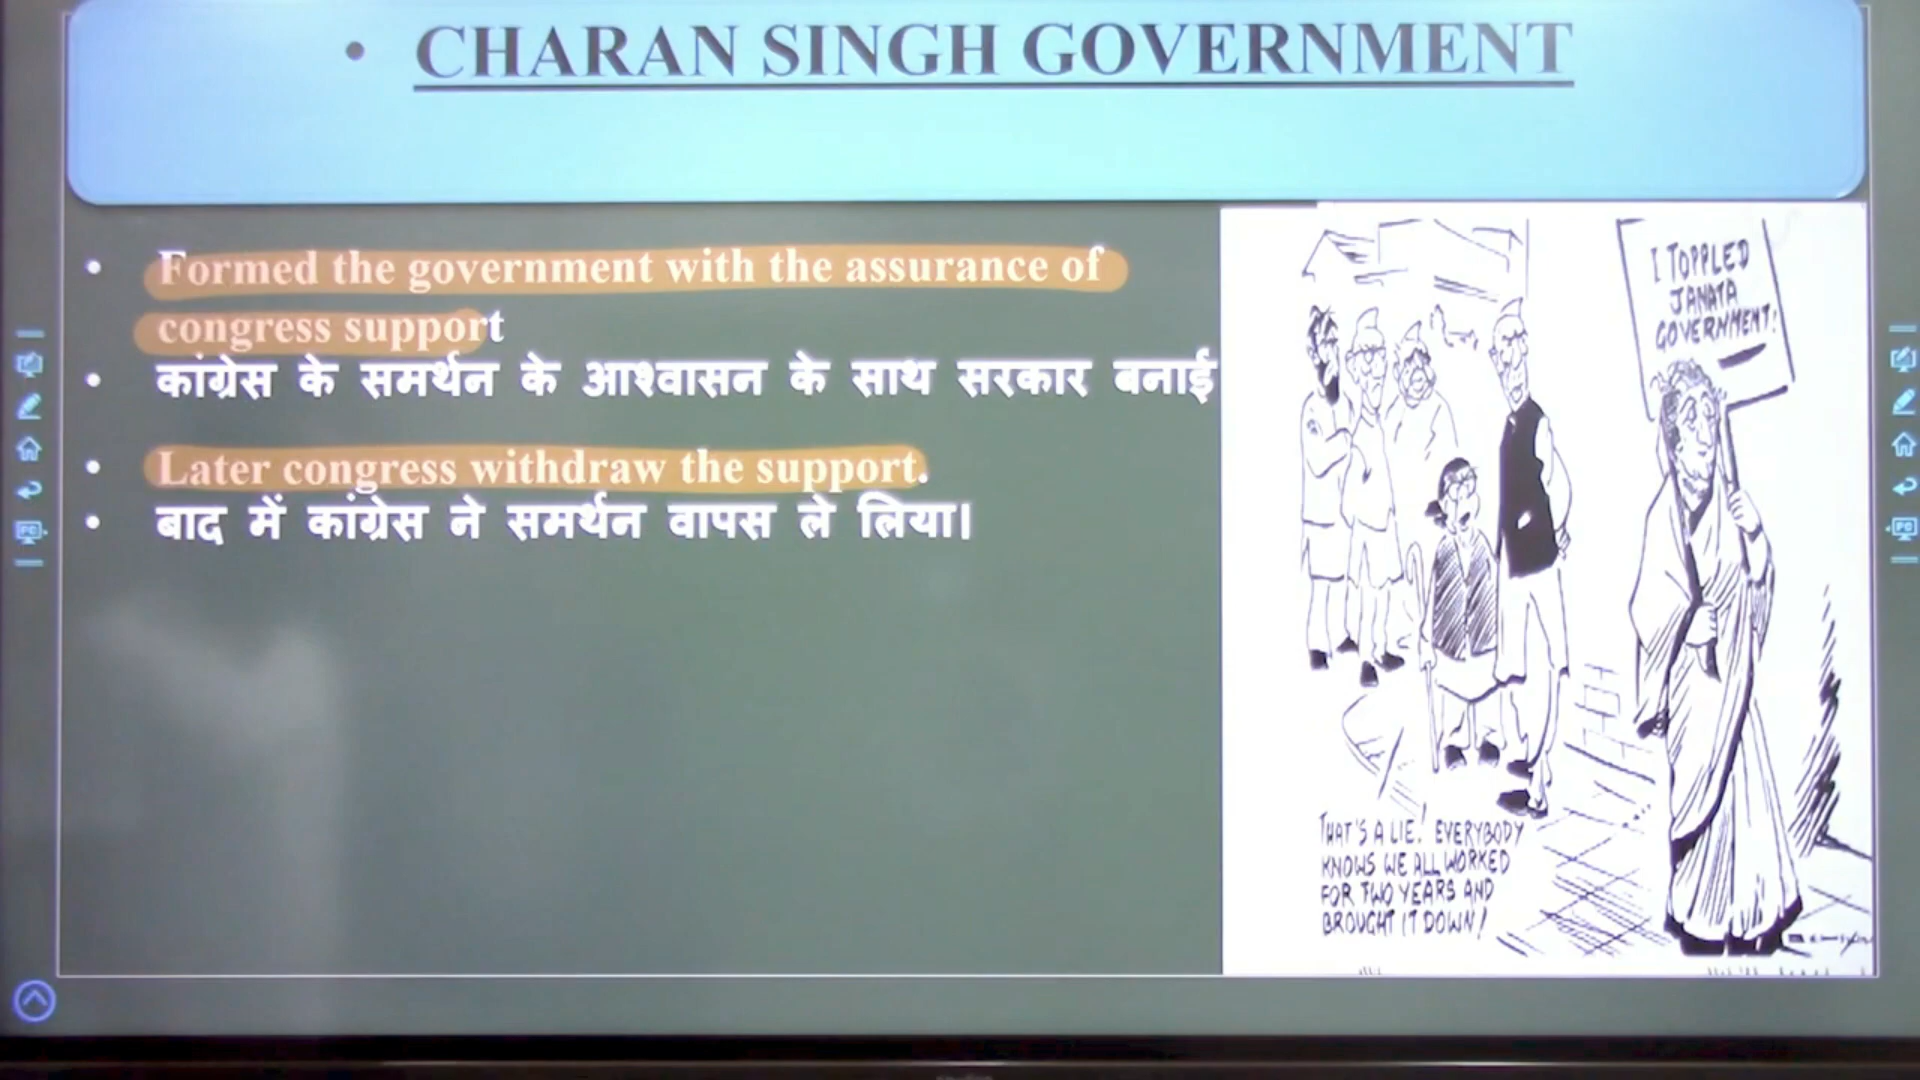 • CHARAN SINGH GOVERNMENT
• Formed the government with the assurance of
congress support
• कांग्रेस के समर्थन के आश्वासन के साथ सरकार बनाई
• Later congress withdraw the support.
• बाद में कांग्रेस ने समर्थन वापस ले लिया।
I TOPPLED
JANATA
GOVERNMENT!
THAT'S A LIE! EVERYBODY
KNOWS WE ALL WORKED
FOR TWO YEARS AND
BROUGHT IT DOWN!
PC
PC